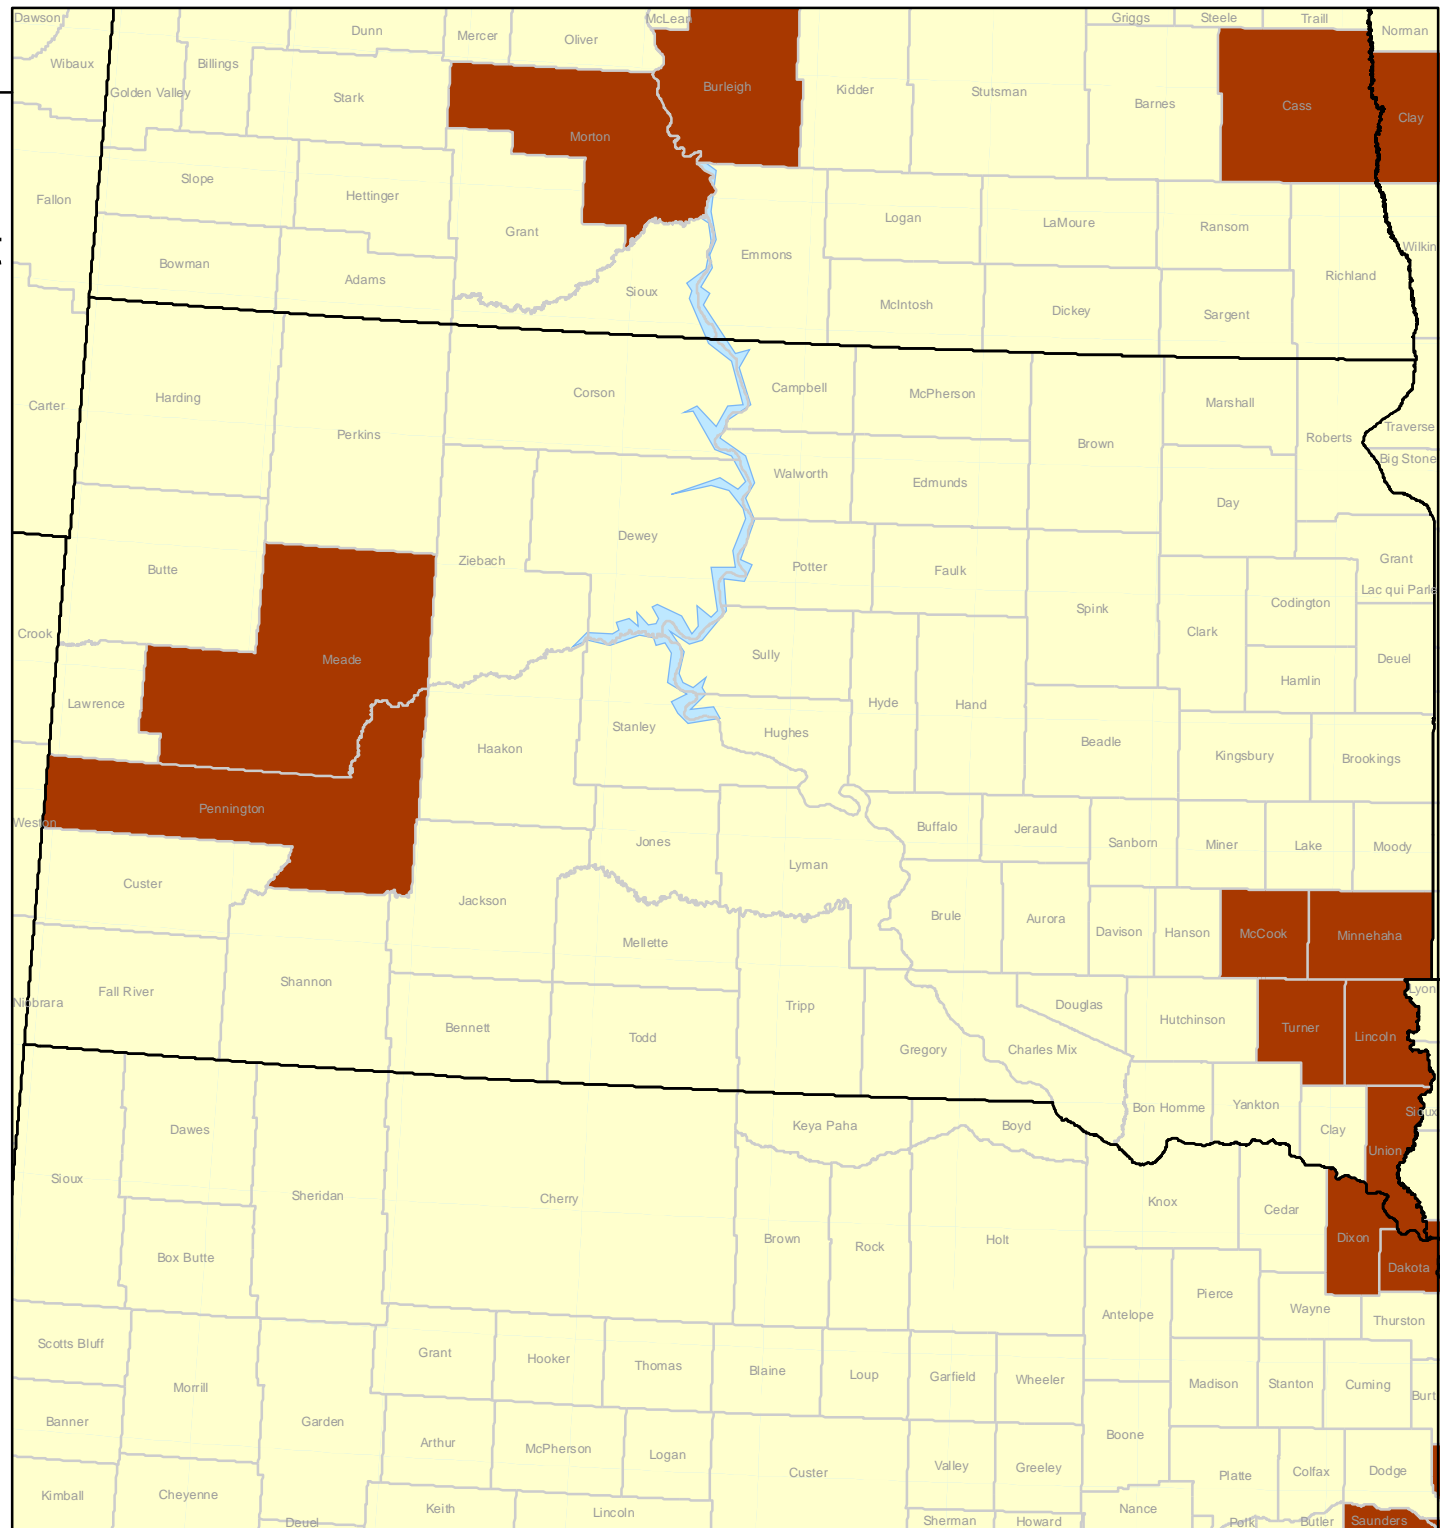 Dawson
Dunn
Mercer
Oliver
McLean
Griggs
Steele
Traill
Norman
Wibaux
Golden Valley
Billings
Stark
Morton
Burleigh
Kidder
Stutsman
Barnes
Cass
Clay
Fallon
Slope
Hettinger
Grant
Emmons
Logan
LaMoure
Ransom
Richland
Wilkin
Bowman
Adams
Sioux
McIntosh
Dickey
Sargent
Carter
Harding
Perkins
Corson
Campbell
McPherson
Brown
Marshall
Roberts
Traverse
Big Stone
Walworth
Edmunds
Day
Butte
Ziebach
Dewey
Potter
Faulk
Spink
Grant
Lac qui Parle
Codington
Clark
Crook
Meade
Sully
Deuel
Hamlin
Lawrence
Haakon
Stanley
Hughes
Hyde
Hand
Beadle
Kingsbury
Brookings
Weston
Pennington
Jones
Lyman
Buffalo
Jerauld
Sanborn
Miner
Lake
Moody
Custer
Jackson
Mellette
Brule
Aurora
Davison
Hanson
McCook
Minnehaha
Niobrara
Fall River
Shannon
Bennett
Todd
Tripp
Gregory
Charles Mix
Douglas
Hutchinson
Turner
Lincoln
Lyon
Bon Homme
Yankton
Clay
Union
Sioux
Sioux
Dawes
Sheridan
Cherry
Keya Paha
Boyd
Knox
Cedar
Dixon
Dakota
Box Butte
Brown
Rock
Holt
Antelope
Pierce
Wayne
Thurston
Scotts Bluff
Morrill
Grant
Hooker
Thomas
Blaine
Loup
Garfield
Wheeler
Madison
Stanton
Cuming
Burt
Banner
Garden
Arthur
McPherson
Logan
Custer
Valley
Greeley
Boone
Platte
Colfax
Dodge
Kimball
Cheyenne
Deuel
Keith
Lincoln
Sherman
Howard
Nance
Polk
Butler
Saunders